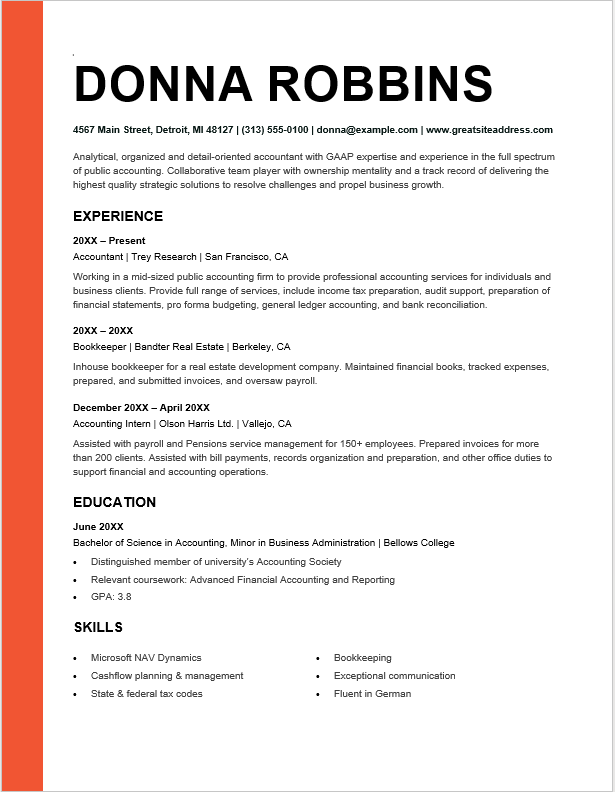 DONNA ROBBINS
4567 Main Street, Detroit, MI 48127 | (313) 555-0100 | donna@example.com | www.greatsiteaddress.com
Analytical, organized and detail-oriented accountant with GAAP expertise and experience in the full spectrum
of public accounting. Collaborative team player with ownership mentality and a track record of delivering the
highest quality strategic solutions to resolve challenges and propel business growth.
EXPERIENCE
20XX – Present
Accountant | Trey Research | San Francisco, CA
Working in a mid-sized public accounting firm to provide professional accounting services for individuals and
business clients. Provide full range of services, include income tax preparation, audit support, preparation of
financial statements, pro forma budgeting, general ledger accounting, and bank reconciliation.
20XX – 20XX
Bookkeeper | Bandter Real Estate | Berkeley, CA
Inhouse bookkeeper for a real estate development company. Maintained financial books, tracked expenses,
prepared, and submitted invoices, and oversaw payroll.
December 20XX – April 20XX
Accounting Intern | Olson Harris Ltd. | Vallejo, CA
Assisted with payroll and Pensions service management for 150+ employees. Prepared invoices for more
than 200 clients. Assisted with bill payments, records organization and preparation, and other office duties to
support financial and accounting operations.
EDUCATION
June 20XX
Bachelor of Science in Accounting, Minor in Business Administration | Bellows College
• Distinguished member of university's Accounting Society
• Relevant coursework: Advanced Financial Accounting and Reporting
• GPA: 3.8
SKILLS
• Microsoft NAV Dynamics
• Cashflow planning & management
• State & federal tax codes
• Bookkeeping
• Exceptional communication
• Fluent in German